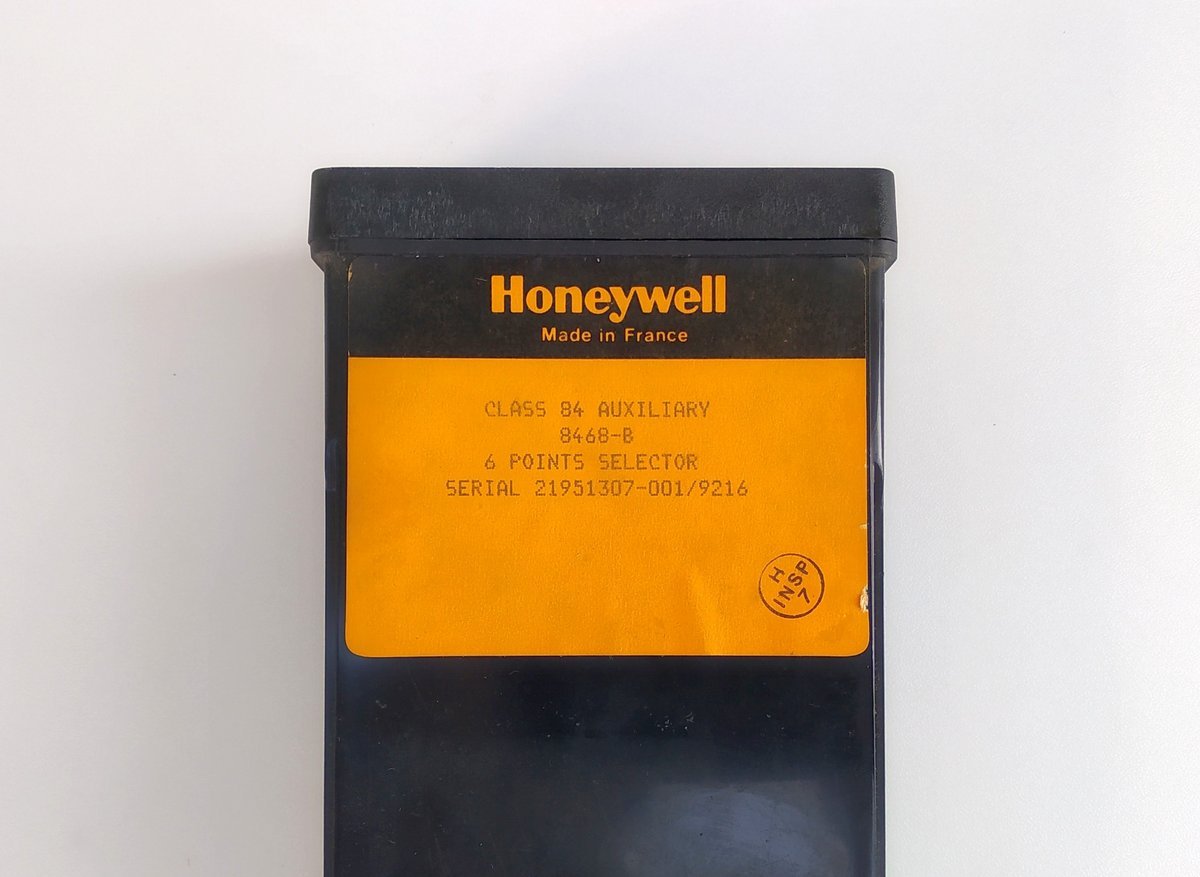 Honeywell
Made in France
CLASS 84 AUXILIARY
8468-B
6 POINTS SELECTOR
SERIAL 21951307-001/9216
H
INSP
7